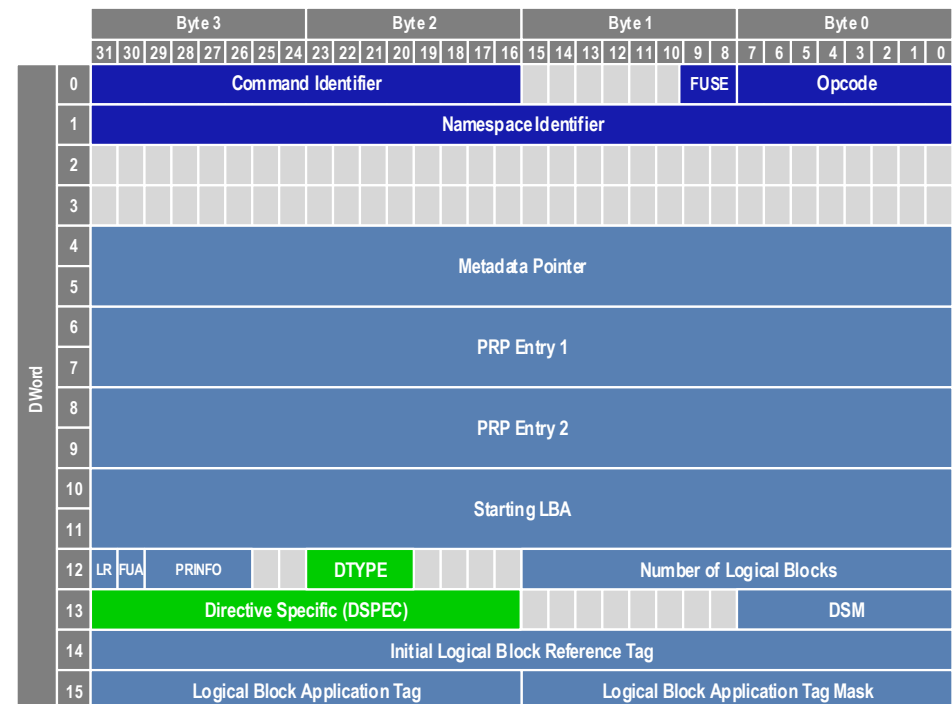 Byte 3 Byte 2 Byte 1 Byte 0
31 30 29 28 27 26 25 24 23 22 21 20 19 18 17 16 15 14 13 12 11 10 9 8 7 6 5 4 3 2 1 0
DWord
0 Command Identifier FUSE Opcode
1 Namespace Identifier
2
3
4
Metadata Pointer
5
6
PRP Entry 1
7
8
PRP Entry 2
9
10
Starting LBA
11
12 LR FUA PRINFO DTYPE Number of Logical Blocks
13 Directive Specific (DSPEC) DSM
14 Initial Logical Block Reference Tag
15 Logical Block Application Tag Logical Block Application Tag Mask